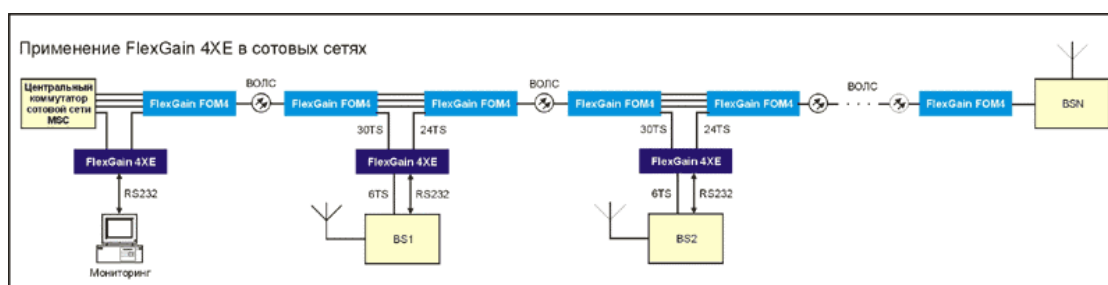 Применение FlexGain 4XE в сотовых сетях
Центральный
коммутатор
сотовой сети
MSC
FlexGain FOM4
ВОЛС
FlexGain FOM4
FlexGain FOM4
ВОЛС
FlexGain FOM4
FlexGain FOM4
ВОЛС
FlexGain FOM4
BSN
30TS
24TS
30TS
24TS
FlexGain 4XE
FlexGain 4XE
FlexGain 4XE
RS232
6TS
RS232
6TS
RS232
BS1
BS2
Мониторинг